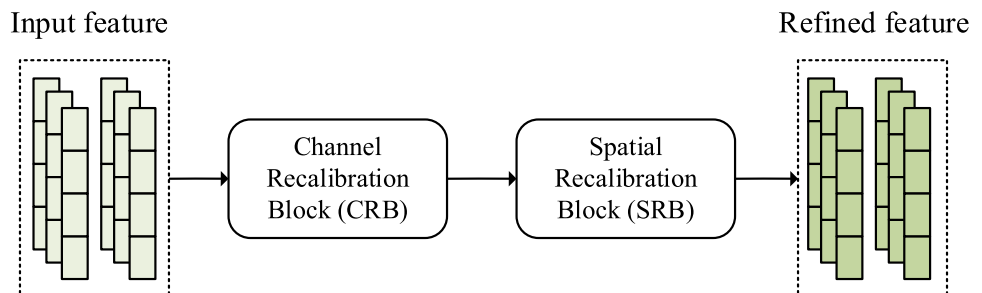 Input feature
Refined feature
Channel
Recalibration
Block (CRB)
Spatial
Recalibration
Block (SRB)